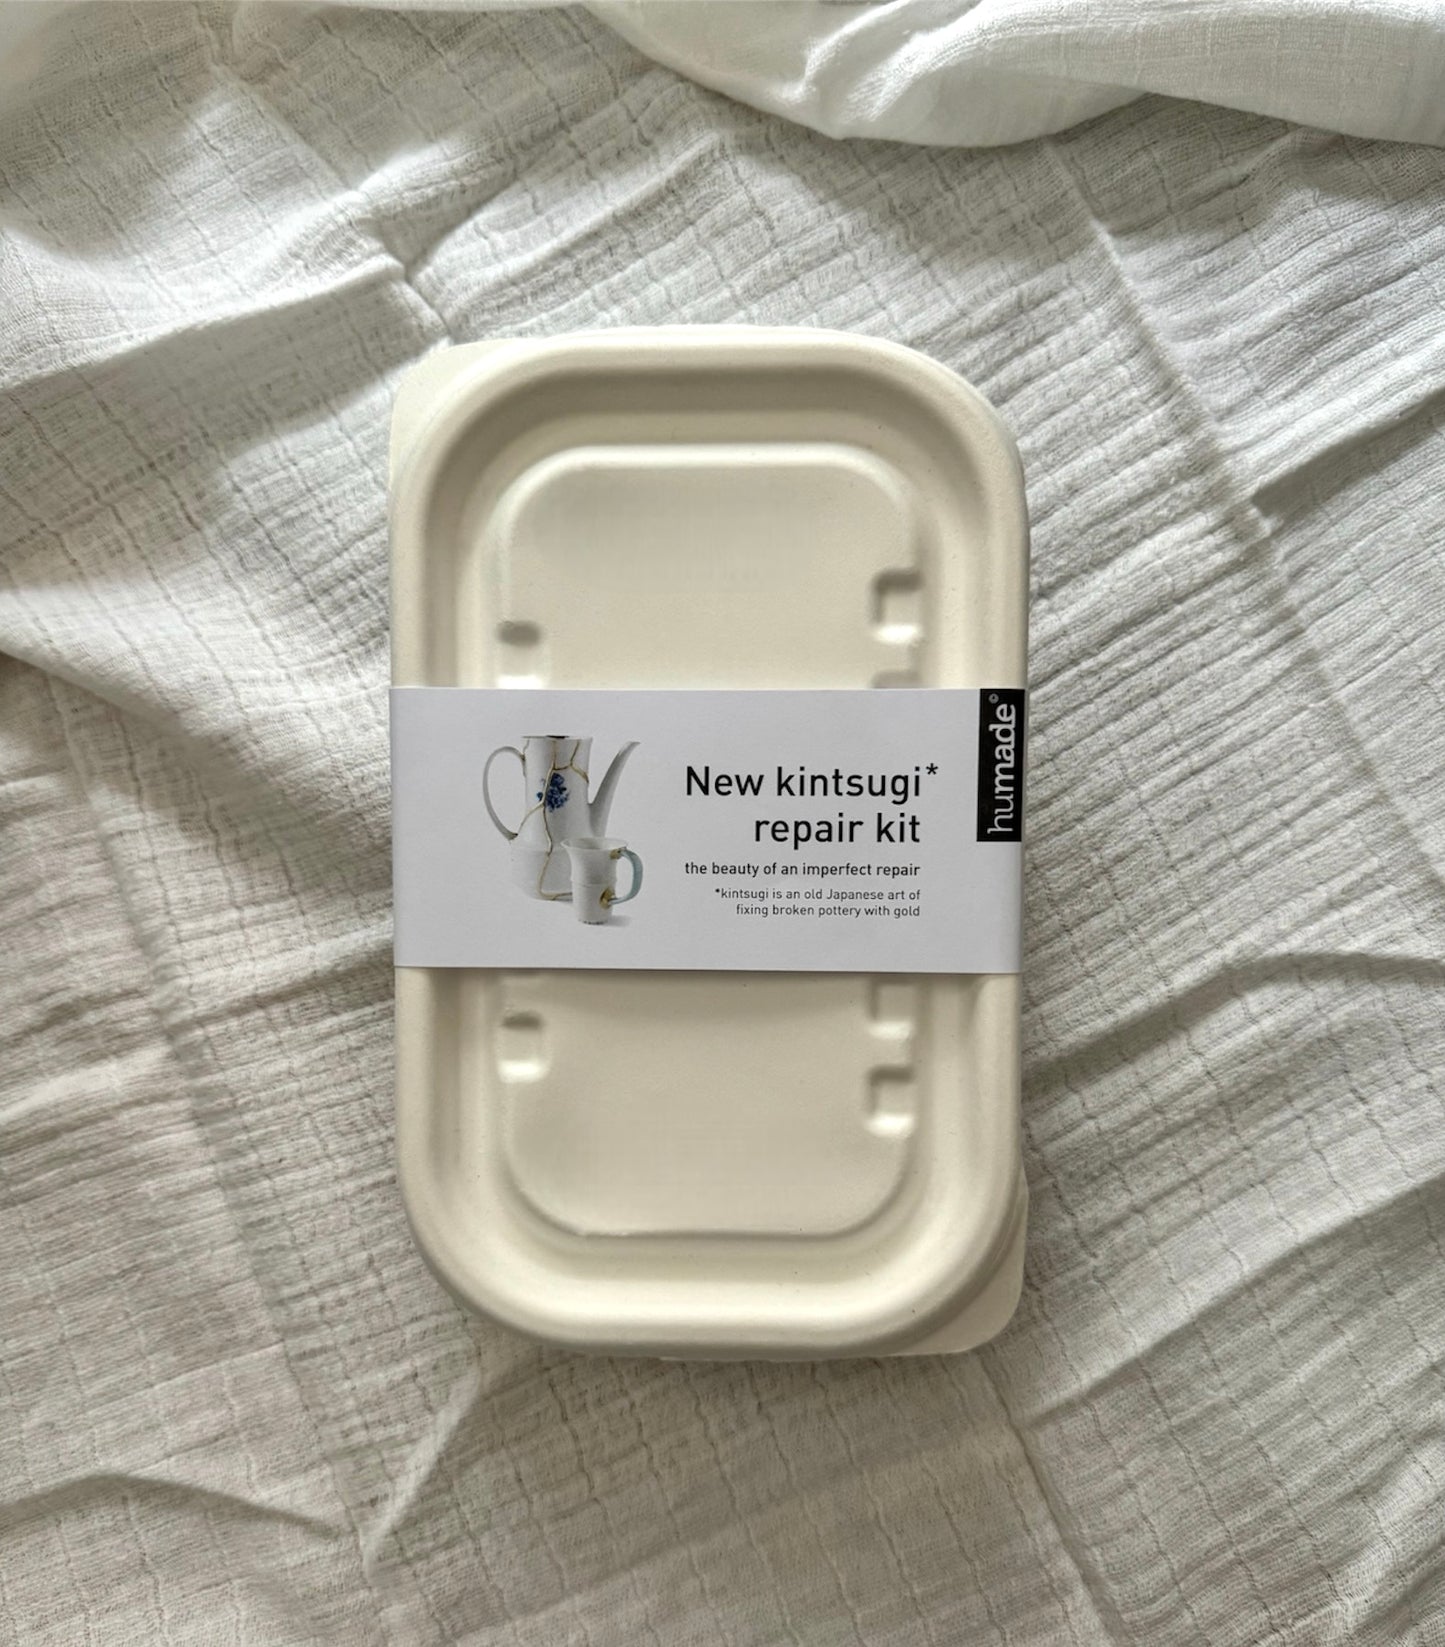 New kintsugi*
repair kit
the beauty of an imperfect repair
*kintsugi is an old Japanese art of
fixing broken pottery with gold
humade